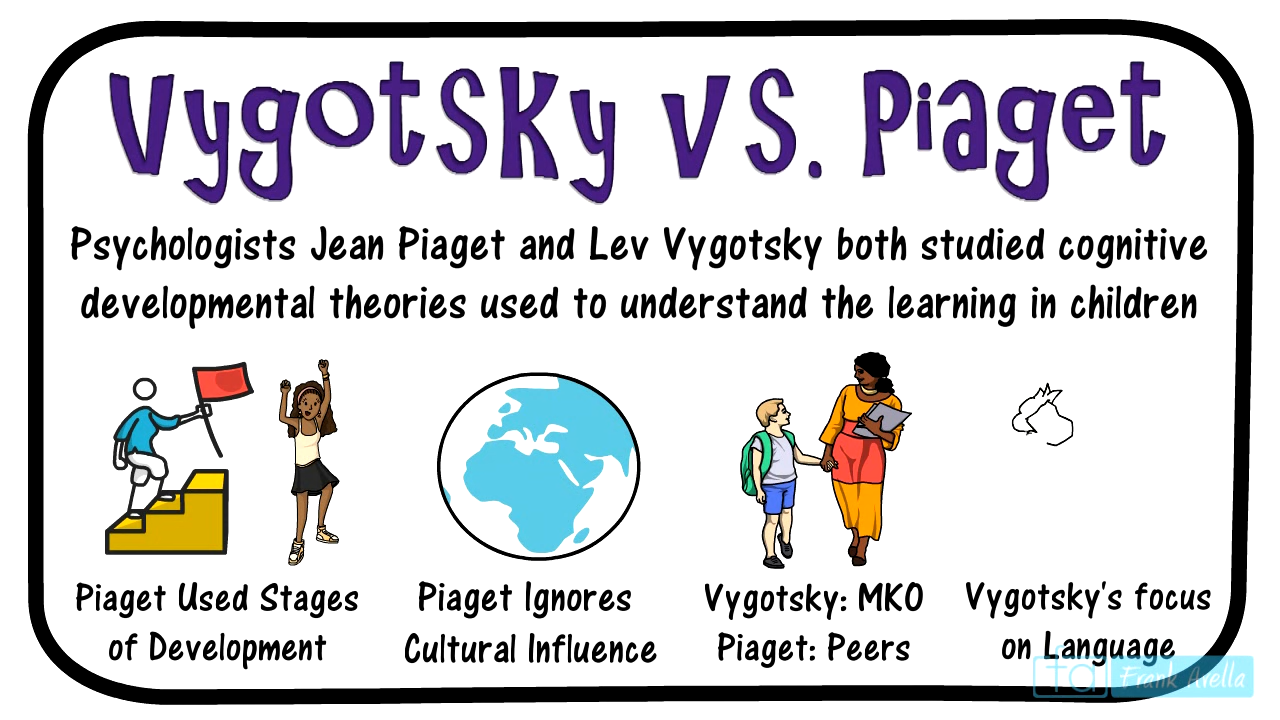 Vygotsky vs. Piaget
Psychologists Jean Piaget and Lev Vygotsky both studied cognitive
developmental theories used to understand the learning in children
Piaget Used Stages
of Development
Piaget Ignores
Cultural Influence
Vygotsky: MKO
Piaget: Peers
Vygotsky's focus
on Language
fa Frank Avella